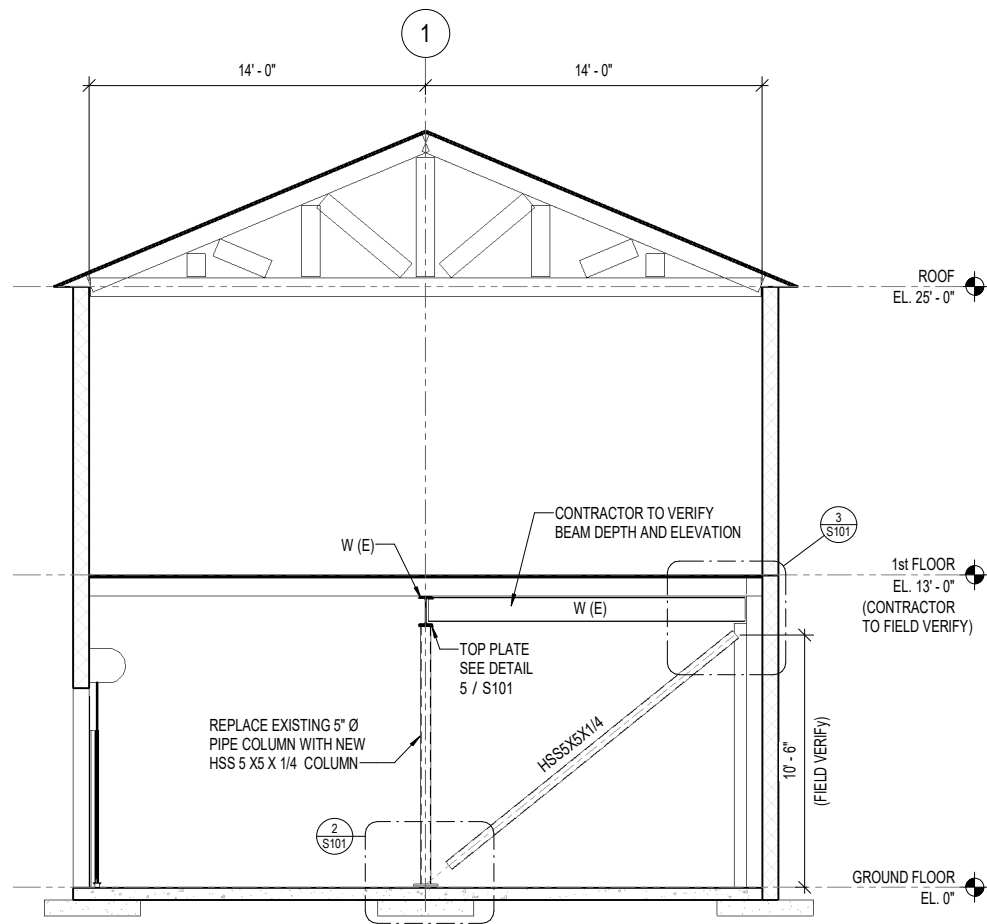 1
14' - 0"
14' - 0"
ROOF
EL. 25' - 0"
CONTRACTOR TO VERIFY
BEAM DEPTH AND ELEVATION
3
S101
W (E)
1st FLOOR
EL. 13' - 0"
(CONTRACTOR
TO FIELD VERIFY)
W (E)
TOP PLATE
SEE DETAIL
5 / S101
REPLACE EXISTING 5" Ø
PIPE COLUMN WITH NEW
HSS 5 X5 X 1/4 COLUMN
HSS5X5X1/4
10' - 6"
(FIELD VERIFy)
2
S101
GROUND FLOOR
EL. 0"